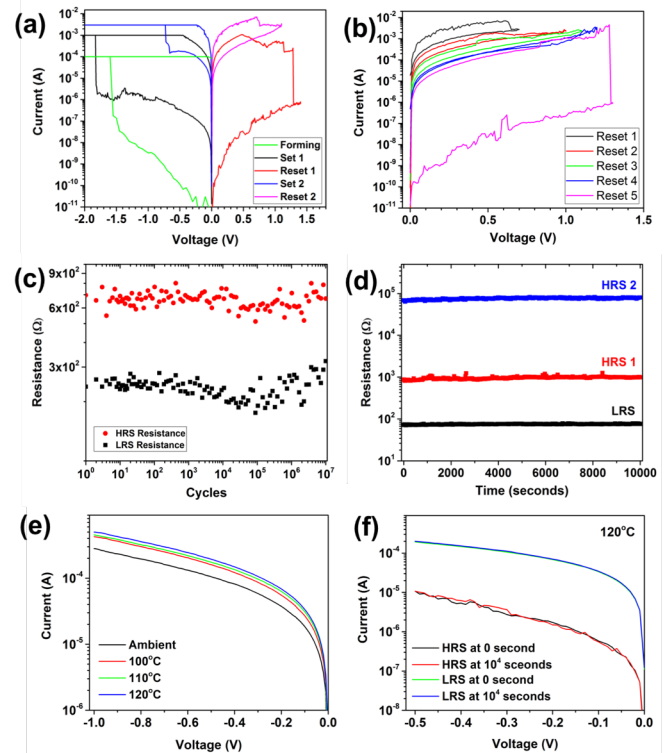 (a)
Current (A)
10⁻² 
10⁻³
10⁻⁴
10⁻⁵
10⁻⁶
10⁻⁷
10⁻⁸
10⁻⁹
10⁻¹⁰
10⁻¹¹
Forming
Set 1
Reset 1
Set 2
Reset 2
-2.0 -1.5 -1.0 -0.5 0.0 0.5 1.0 1.5
Voltage (V)
(b)
Current (A)
10⁻²
10⁻³
10⁻⁴
10⁻⁵
10⁻⁶
10⁻⁷
10⁻⁸
10⁻⁹
10⁻¹⁰
10⁻¹¹
Reset 1
Reset 2
Reset 3
Reset 4
Reset 5
0.0 0.5 1.0 1.5
Voltage (V)
(c)
Resistance (Ω)
9×10²
6×10²
3×10²
HRS Resistance
LRS Resistance
10⁰ 10¹ 10² 10³ 10⁴ 10⁵ 10⁶ 10⁷
Cycles
(d)
Resistance (Ω)
10⁵
10⁴
10³
10²
10¹
HRS 2
HRS 1
LRS
0 2000 4000 6000 8000 10000
Time (seconds)
(e)
Current (A)
10⁻⁴
10⁻⁵
10⁻⁶
Ambient
100°C
110°C
120°C
-1.0 -0.8 -0.6 -0.4 -0.2 0.0
Voltage (V)
(f)
120°C
Current (A)
10⁻⁴
10⁻⁵
10⁻⁶
10⁻⁷
10⁻⁸
HRS at 0 second
HRS at 10⁴ sceonds
LRS at 0 second
LRS at 10⁴ seconds
-0.5 -0.4 -0.3 -0.2 -0.1 0.0
Voltage (V)